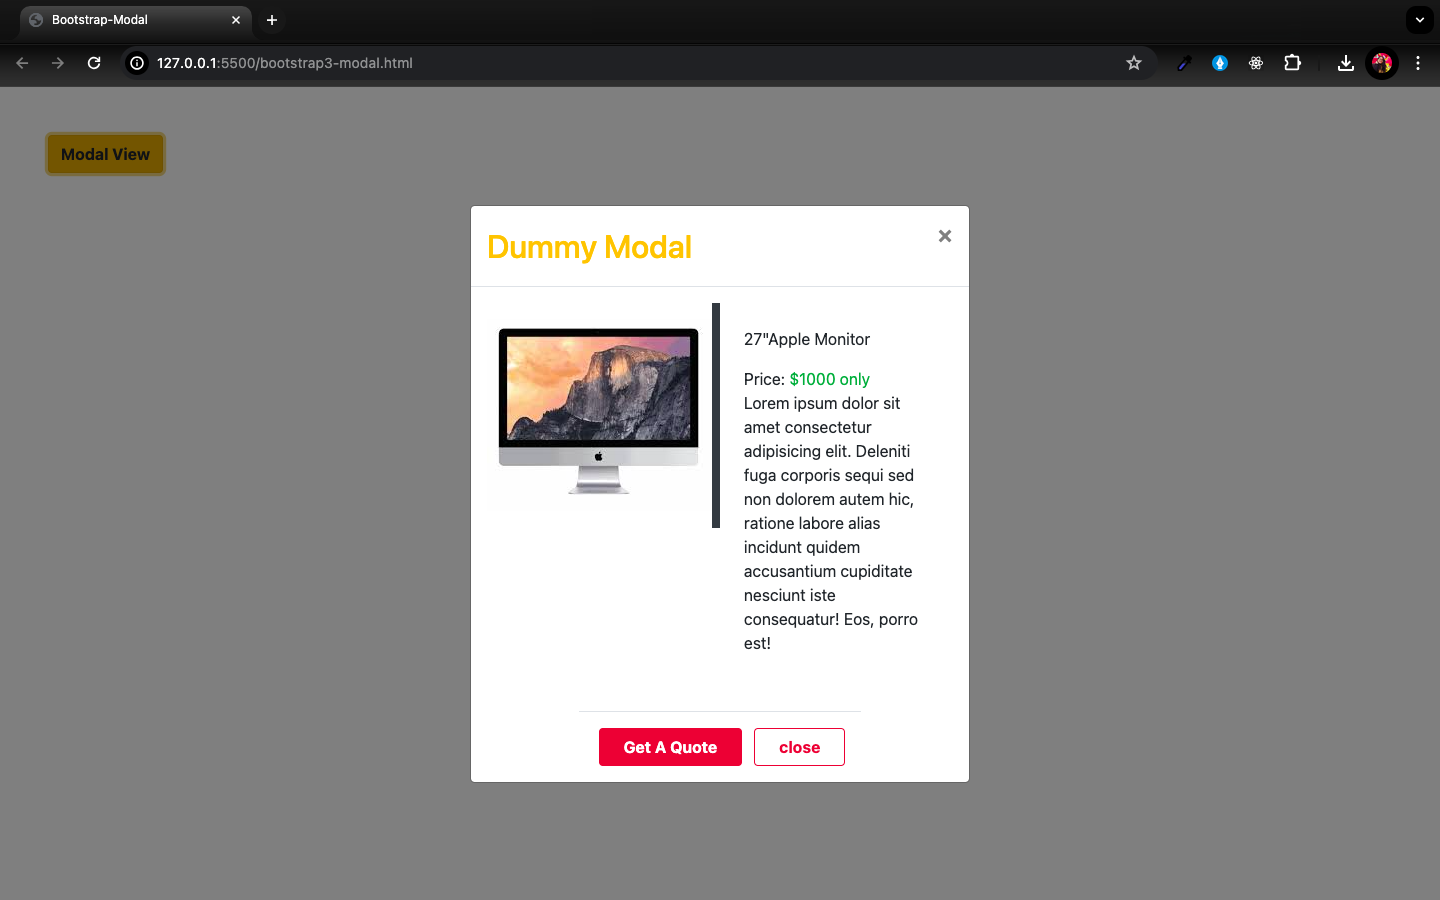 Bootstrap-Modal
127.0.0.1:5500/bootstrap3-modal.html
Modal View
Dummy Modal
×
27"Apple Monitor
Price: $1000 only
Lorem ipsum dolor sit
amet consectetur
adipisicing elit. Deleniti
fuga corporis sequi sed
non dolorem autem hic,
ratione labore alias
incidunt quidem
accusantium cupiditate
nesciunt iste
consequatur! Eos, porro
est!
Get A Quote
close